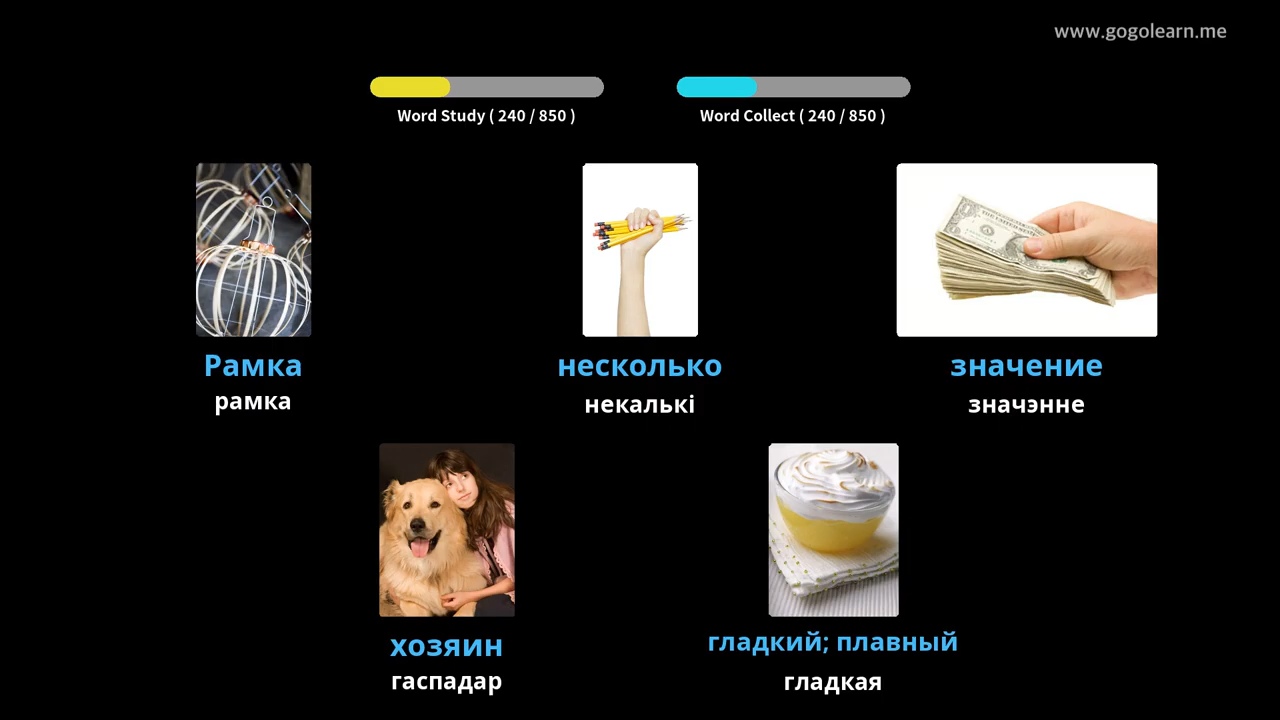 www.gogolearn.me
Word Study ( 240 / 850 )
Word Collect ( 240 / 850 )
Рамка
рамка
несколько
некалькі
значение
значэнне
хозяин
гаспадар
гладкий; плавный
гладкая